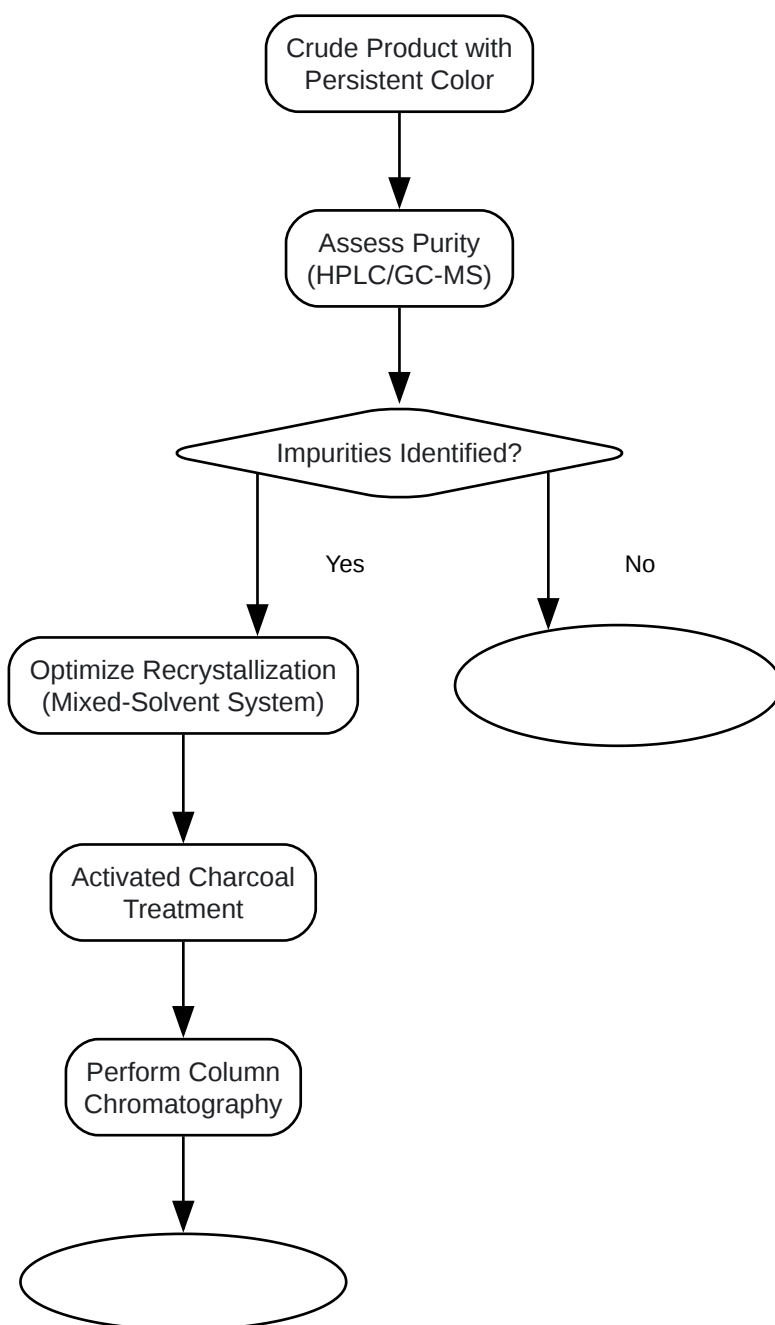 Crude Product with
Persistent Color
Assess Purity
(HPLC/GC-MS)
Impurities Identified?
Yes
No
Optimize Recrystallization
(Mixed-Solvent System)
Activated Charcoal
Treatment
Perform Column
Chromatography